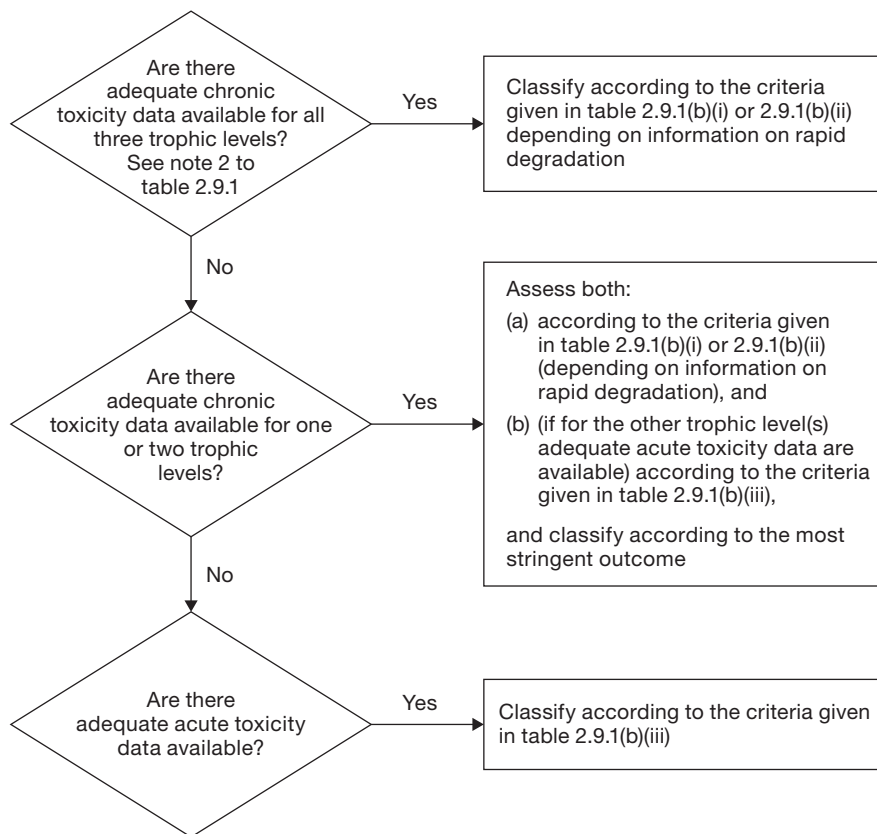 Are there
adequate chronic
toxicity data available for all
three trophic levels?
See note 2 to
table 2.9.1
Yes
Classify according to the criteria
given in table 2.9.1(b)(i) or 2.9.1(b)(ii)
depending on information on rapid
degradation
No
Are there
adequate chronic
toxicity data available for one
or two trophic
levels?
Yes
Assess both:
(a) according to the criteria given
in table 2.9.1(b)(i) or 2.9.1(b)(ii)
(depending on information on
rapid degradation), and
(b) (if for the other trophic level(s)
adequate acute toxicity data are
available) according to the criteria
given in table 2.9.1(b)(iii),
and classify according to the most
stringent outcome
No
Are there
adequate acute toxicity
data available?
Yes
Classify according to the criteria given
in table 2.9.1(b)(iii)